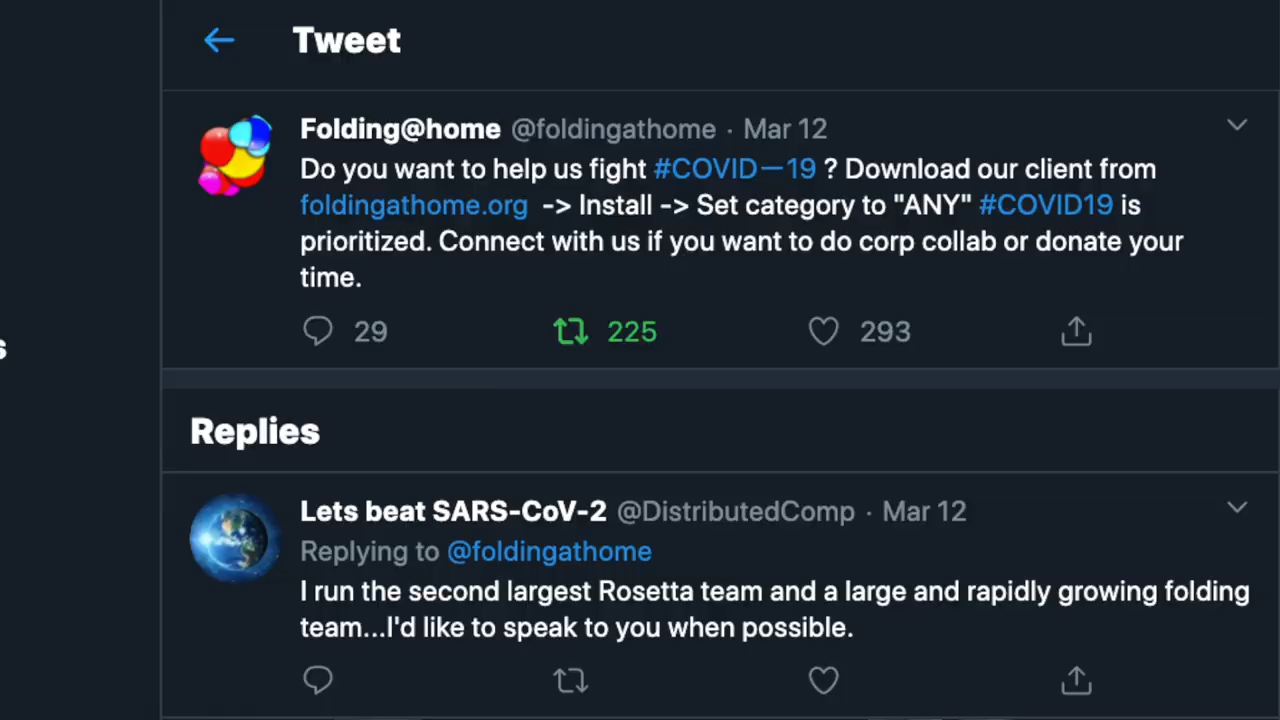 Tweet
Folding@home @foldingathome · Mar 12
Do you want to help us fight #COVID—19 ? Download our client from
foldingathome.org -> Install -> Set category to "ANY" #COVID19 is
prioritized. Connect with us if you want to do corp collab or donate your
time.
29 225 293
Replies
Lets beat SARS-CoV-2 @DistributedComp · Mar 12
Replying to @foldingathome
I run the second largest Rosetta team and a large and rapidly growing folding
team...I'd like to speak to you when possible.